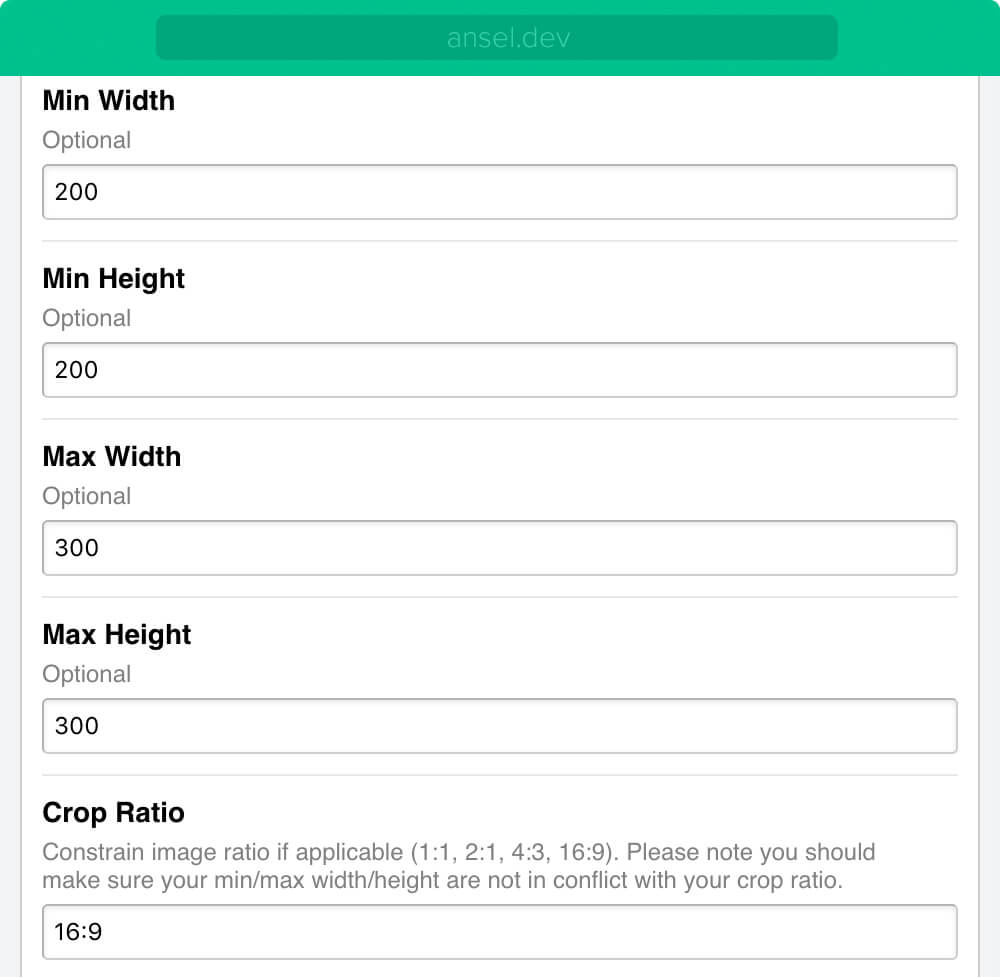 ansel.dev
Min Width
Optional
200
Min Height
Optional
200
Max Width
Optional
300
Max Height
Optional
300
Crop Ratio
Constrain image ratio if applicable (1:1, 2:1, 4:3, 16:9). Please note you should
make sure your min/max width/height are not in conflict with your crop ratio.
16:9